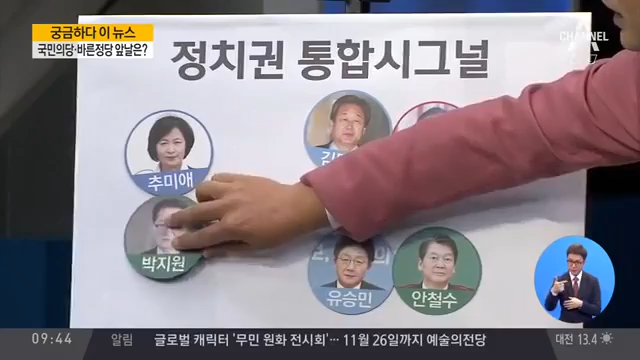 궁금하다 이 뉴스
국민의당·바른정당 앞날은?
CHANNEL A
정치권 통합시그널
추미애
김
박지원
2,
의
유승민
안철수
09:44 알림 글로벌 캐릭터 '무민 원화 전시회'··· 11월 26일까지 예술의전당 대전 13.4